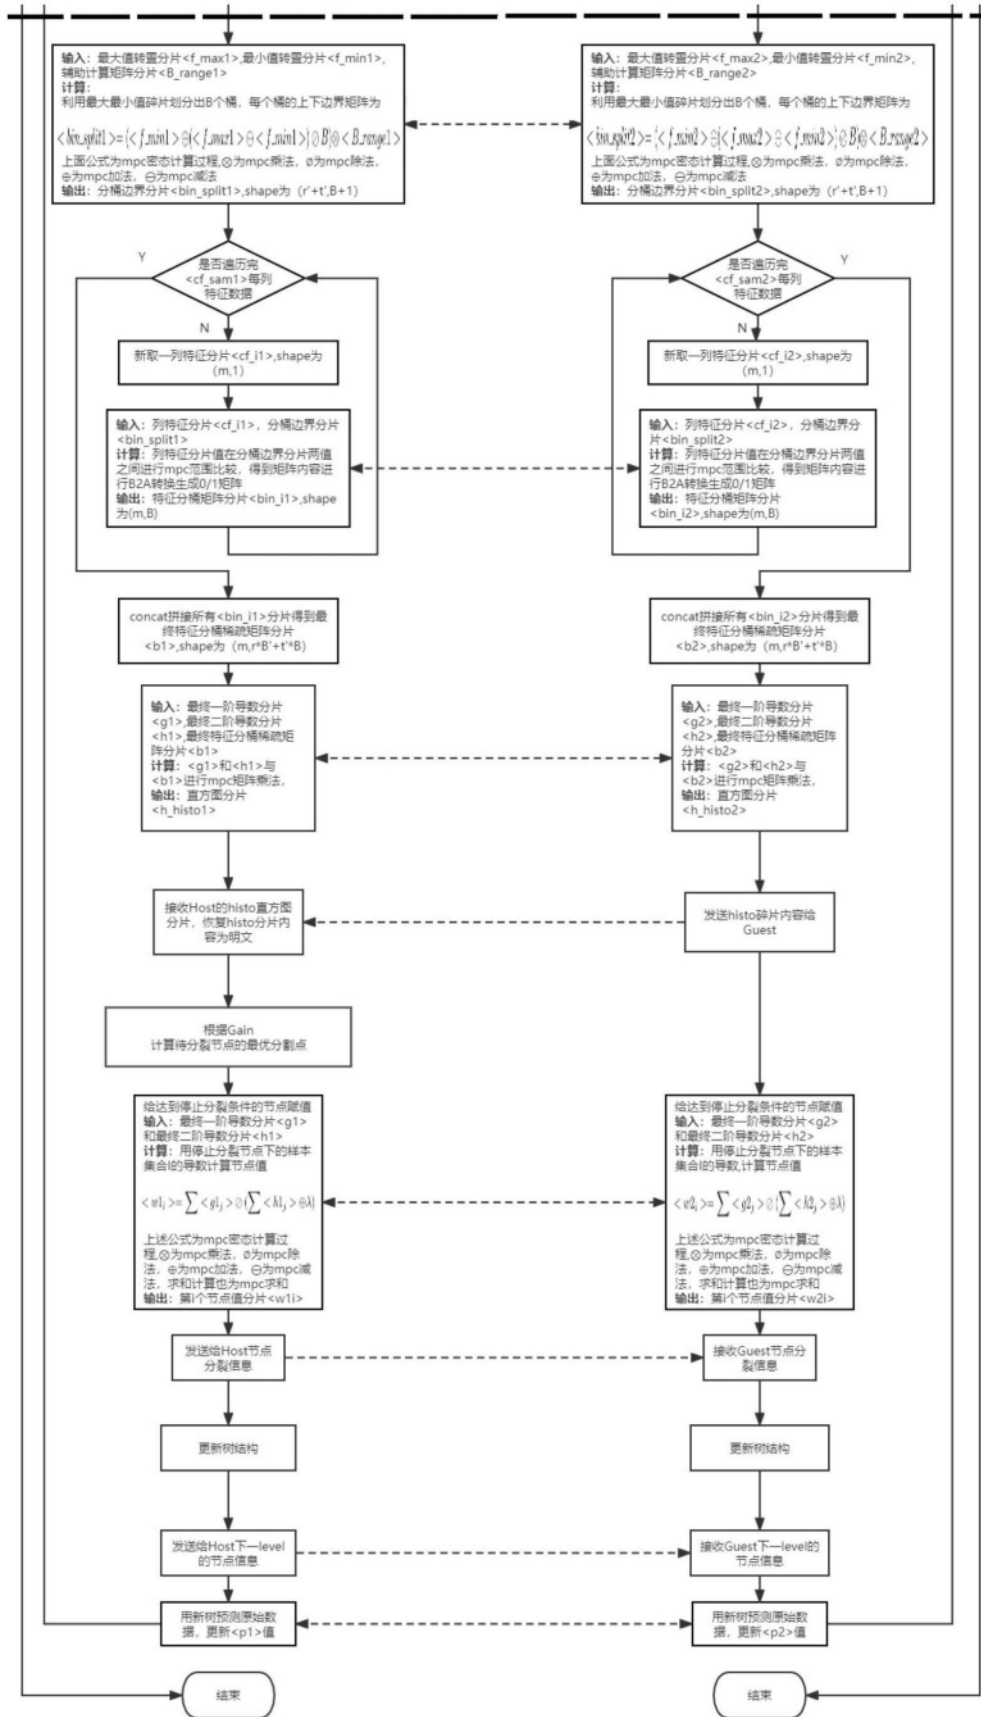 输入：最大值转置分片<f_max1>,最小值转置分片<f_min1>,
辅助计算矩阵分片<B_range1>
计算：
利用最大最小值碎片划分出B个桶，每个桶的上下边界矩阵为
<bin_split1>={<f_min1>⊕(<f_max1>⊖<f_min1>)⊘B)⊗<B_range1>
上面公式为mpc密态计算过程,⊗为mpc乘法，∅为mpc除法，
⊕为mpc加法，⊖为mpc减法
输出：分桶边界分片<bin_split1>,shape为（r'+t',B+1）
输入：最大值转置分片<f_max2>,最小值转置分片<f_min2>,
辅助计算矩阵分片<B_range2>
计算：
利用最大最小值碎片划分出B个桶，每个桶的上下边界矩阵为
<bin_split2>={<f_min2>⊕{<f_max2>⊖<f_min2>}⊘B)⊗<B_range2>
上面公式为mpc密态计算过程,⊗为mpc乘法，∅为mpc除法，
⊕为mpc加法，⊖为mpc减法
输出：分桶边界分片<bin_split2>,shape为（r'+t',B+1）
Y
是否遍历完
<cf_sam1>每列
特征数据
N
是否遍历完
<cf_sam2>每列
特征数据
Y
N
新取一列特征分片<cf_i1>,shape为
(m,1）
新取一列特征分片<cf_i2>,shape为
(m,1）
输入：列特征分片<cf_i1>，分桶边界分片
<bin_split1>
计算：列特征分片值在分桶边界分片两值
之间进行mpc范围比较，得到矩阵内容进
行B2A转换生成0/1矩阵
输出：特征分桶矩阵分片<bin_i1>,shape
为(m,B)
输入：列特征分片<cf_i2>，分桶边界分
片<bin_split2>
计算：列特征分片值在分桶边界分片两值
之间进行mpc范围比较，得到矩阵内容进
行B2A转换生成0/1矩阵
输出：特征分桶矩阵分片
<bin_i2>,shape为(m,B)
concat拼接所有<bin_i1>分片得到最
终特征分桶稀疏矩阵分片
<b1>,shape为（m,r*B'+t'*B）
concat拼接所有<bin_i2>分片得到最
终特征分桶稀疏矩阵分片
<b2>,shape为（m,r*B'+t'*B）
输入：最终一阶导数分片
<g1>,最终二阶导数分片
<h1>,最终特征分桶稀疏矩
阵分片<b1>
计算：<g1>和<h1>与
<b1>进行mpc矩阵乘法，
输出：直方图分片
<h_histo1>
输入：最终一阶导数分片
<g2>,最终二阶导数分片
<h2>,最终特征分桶稀疏矩阵
分片<b2>
计算：<g2>和<h2>与
<b2>进行mpc矩阵乘法，
输出：直方图分片
<h_histo2>
接收Host的histo直方图
分片，恢复histo分片内
容为明文
发送histo碎片内容给
Guest
根据Gain
计算待分裂节点的最优分割点
给达到停止分裂条件的节点赋值
输入：最终一阶导数分片<g1>
和最终二阶导数分片<h1>
计算：用停止分裂节点下的样本
集合I的导数计算节点值
<w1ᵢ>=∑<g1ⱼ>⊘(∑<h1ⱼ>⊕λ)
上述公式为mpc密态计算过
程,⊗为mpc乘法，∅为mpc除
法，⊕为mpc加法，⊖为mpc减
法，求和计算也为mpc求和
输出：第i个节点值分片<w1i>
给达到停止分裂条件的节点赋值
输入：最终一阶导数分片<g2>
和最终二阶导数分片<h2>
计算：用停止分裂节点下的样本
集合I的导数,计算节点值
<w2ᵢ>=∑<g2ⱼ>⊘{∑<h2ⱼ>⊕λ)
上述公式为mpc密态计算过
程,⊗为mpc乘法，∅为mpc除
法，⊕为mpc加法，⊖为mpc减
法，求和计算也为mpc求和
输出：第i个节点值分片<w2i>
发送给Host节点
分裂信息
接收Guest节点分
裂信息
更新树结构
更新树结构
发送给Host下一level
的节点信息
接收Guest下一level的
节点信息
用新树预测原始数
据，更新<p1>值
用新树预测原始数
据，更新<p2>值
结束
结束